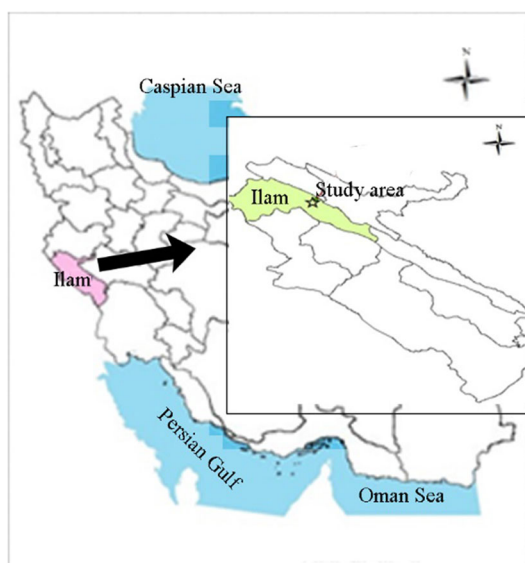 N
Caspian Sea
N
Ilam
Study area
Ilam
Persian Gulf
Oman Sea